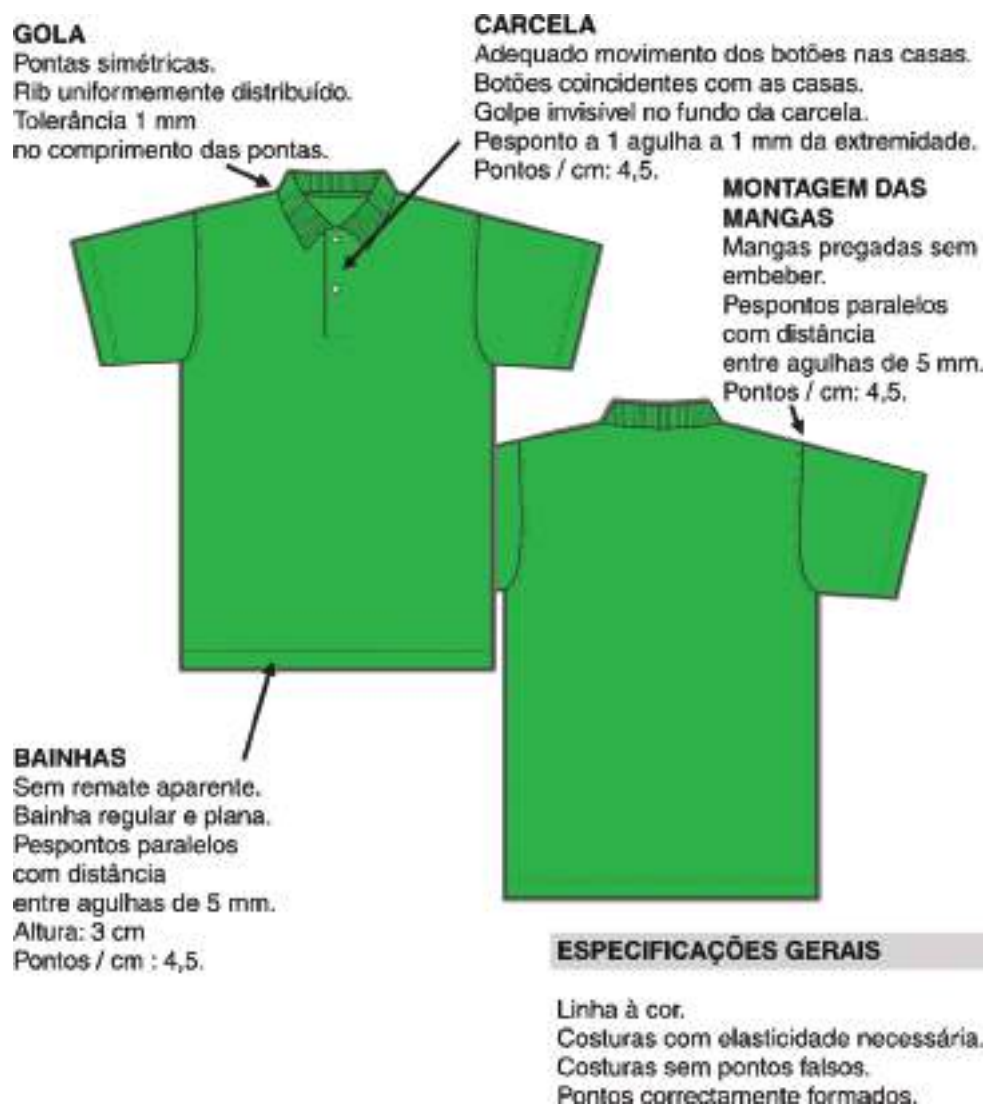 GOLA
Pontas simétricas.
Rib uniformemente distribuído.
Tolerância 1 mm
no comprimento das pontas.
CARCELA
Adequado movimento dos botões nas casas.
Botões coincidentes com as casas.
Golpe invisível no fundo da carcela.
Pesponto a 1 agulha a 1 mm da extremidade.
Pontos / cm: 4,5.
MONTAGEM DAS
MANGAS
Mangas pregadas sem
embeber.
Pespontos paralelos
com distância
entre agulhas de 5 mm.
Pontos / cm: 4,5.
BAINHAS
Sem remate aparente.
Bainha regular e plana.
Pespontos paralelos
com distância
entre agulhas de 5 mm.
Altura: 3 cm
Pontos / cm : 4,5.
ESPECIFICAÇÕES GERAIS
Linha à cor.
Costuras com elasticidade necessária.
Costuras sem pontos falsos.
Pontos correctamente formados.